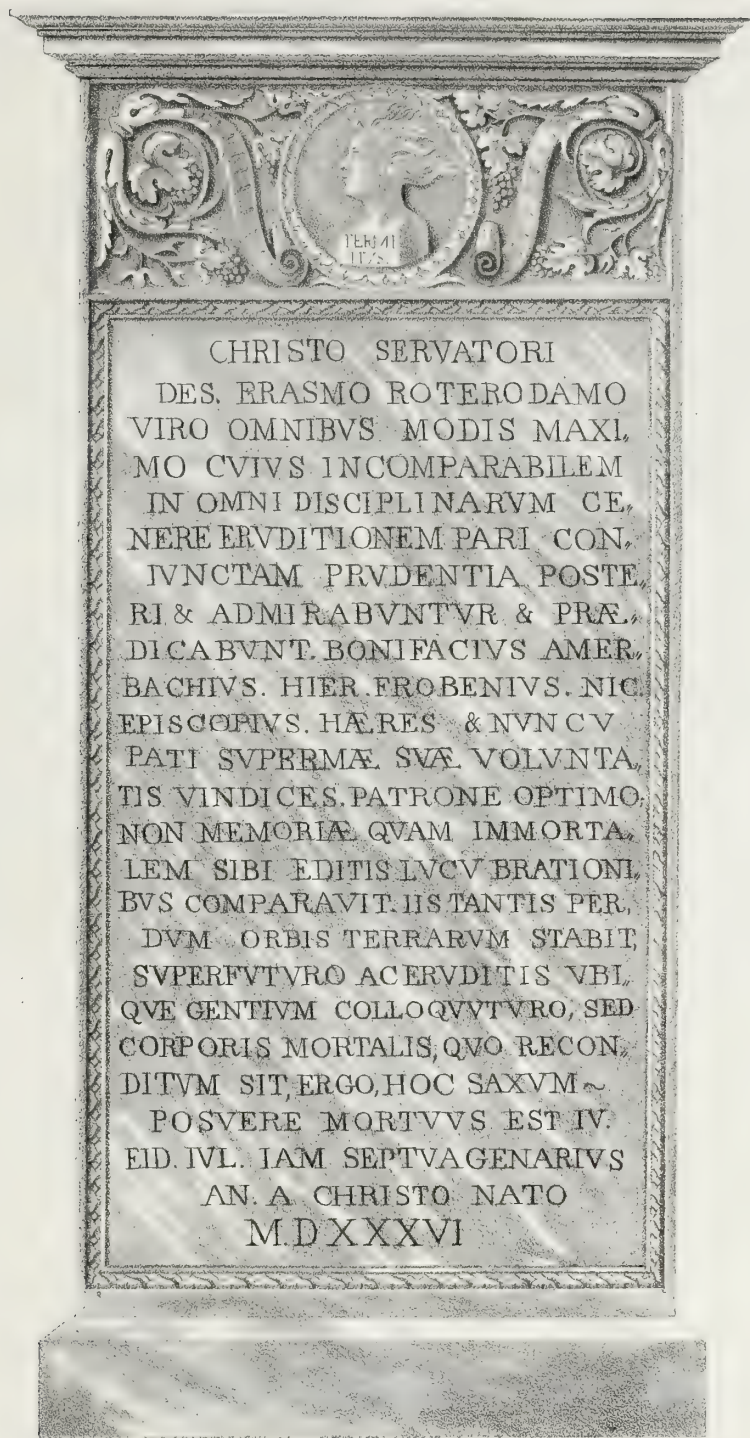 TERMI
NVS.
CHRISTO SERVATORI
DES. ERASMO ROTERODAMO
VIRO OMNIBVS MODIS MAXI,
MO CVIVS INCOMPARABILEM
IN OMNI DISCIPLINARVM GE,
NERE ERVDITIONEM PARI CON,
IVNCTAM PRVDENTIA POSTE,
RI & ADMIRABVNTVR & PRÆ,
DICABVNT. BONIFACIVS AMER,
BACHIVS. HIER. FROBENIVS. NIC.
EPISCOPIVS. HÆRES & NVNCV
PATI SVPERMÆ SVÆ VOLVNTA,
TIS VINDICES. PATRONE OPTIMO,
NON MEMORIÆ QVAM IMMORTA,
LEM SIBI EDITIS LVCVBRATIONI,
BVS COMPARAVIT. IIS TANTIS PER,
DVM ORBIS TERRARVM STABIT,
SVPERFVTVRO AC ERVDITIS VBI,
QVE GENTIVM COLLOQVVTVRO, SED
CORPORIS MORTALIS, QVO RECON,
DITVM SIT, ERGO, HOC SAXVM ~
POSVERE MORTVVS EST IV.
EID. IVL. IAM SEPTVAGENARIVS
AN. A CHRISTO NATO
M.DXXXVI